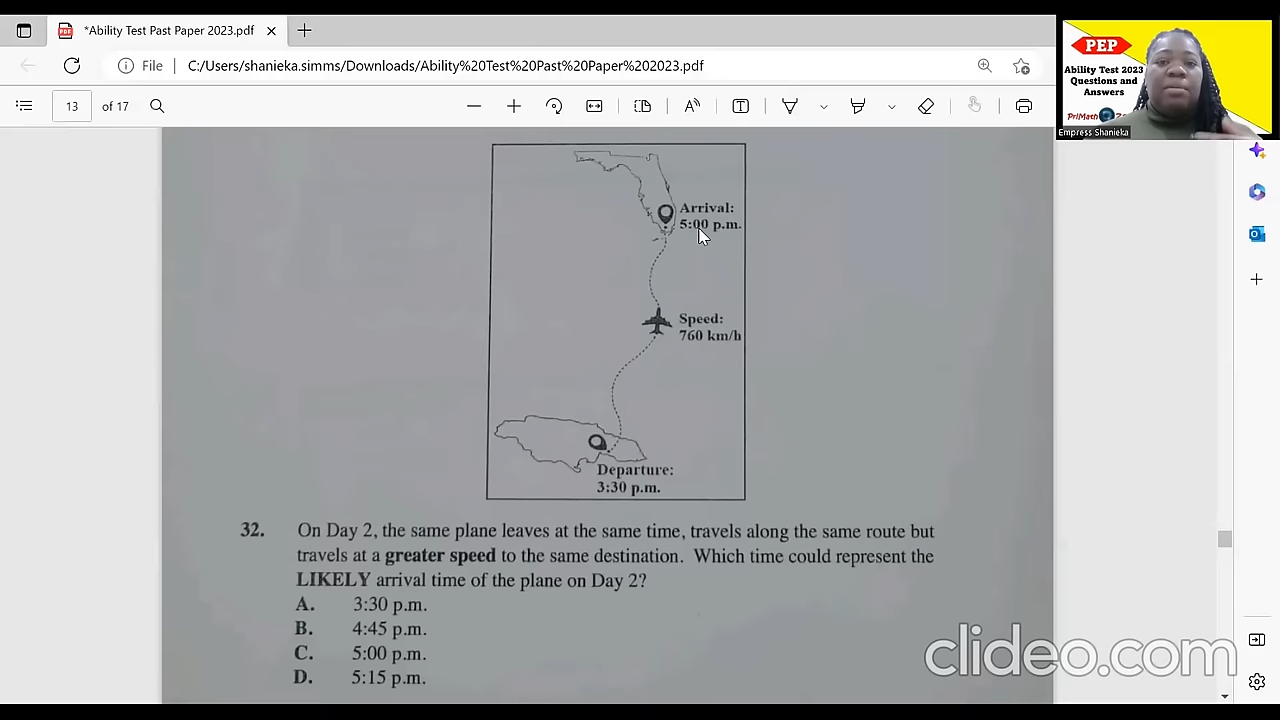 *Ability Test Past Paper 2023.pdf
File
C:/Users/shanieka.simms/Downloads/Ability%20Test%20Past%20Paper%202023.pdf
13
of 17
PEP
Ability Test 2023
Questions and
Answers
PriMath
Empress Shanieka
Arrival:
5:00 p.m.
Speed:
760 km/h
Departure:
3:30 p.m.
32. On Day 2, the same plane leaves at the same time, travels along the same route but
travels at a greater speed to the same destination. Which time could represent the
LIKELY arrival time of the plane on Day 2?
A. 3:30 p.m.
B. 4:45 p.m.
C. 5:00 p.m.
D. 5:15 p.m.
clideo.com